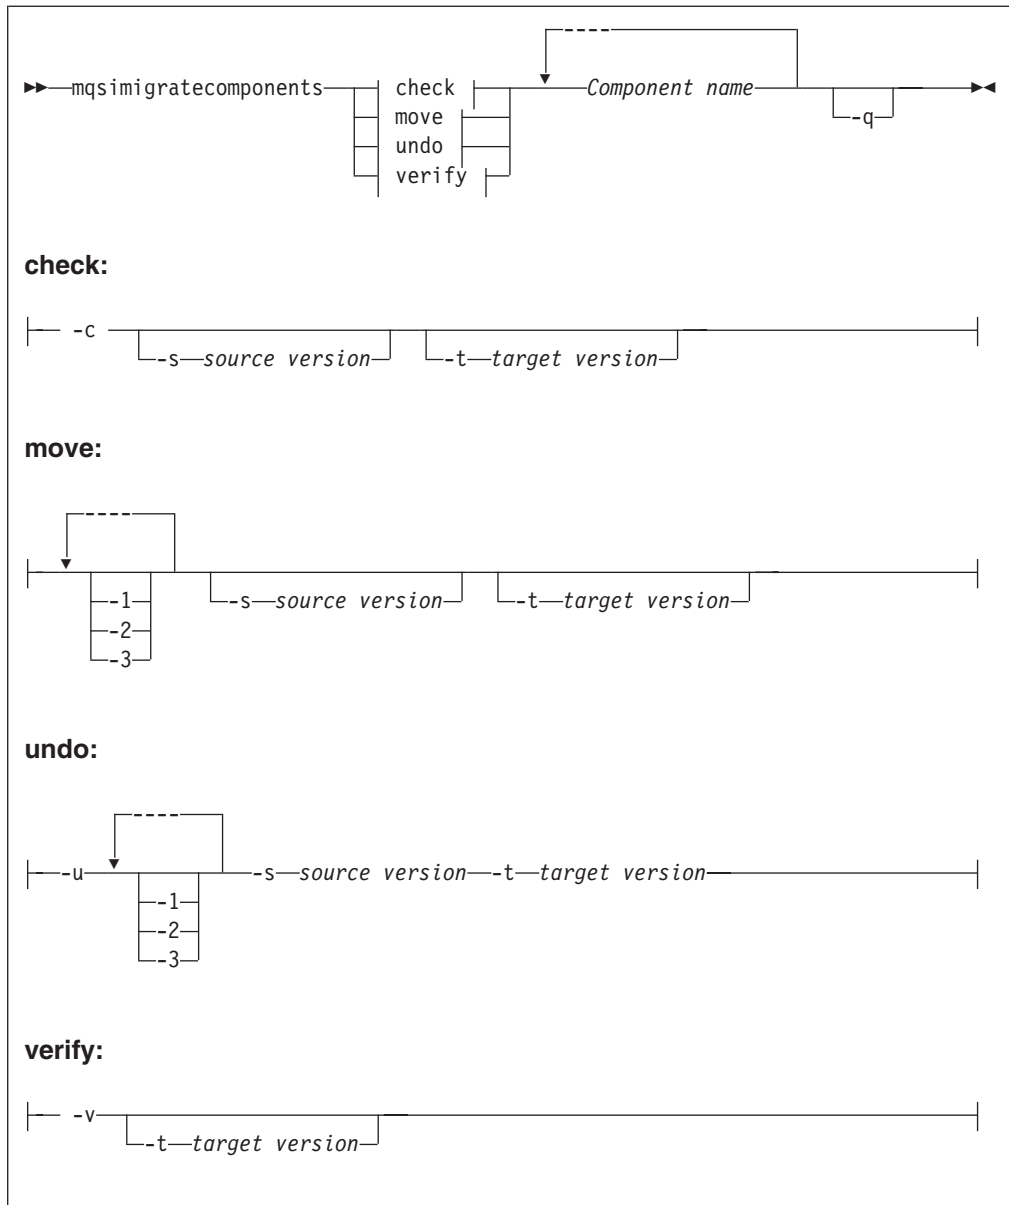 ----
mqsimigratecomponents check Component name
move -q
undo
verify
check:
-c
-s source version -t target version
move:
----
-1 -s source version -t target version
-2
-3
undo:
----
-u -s source version -t target version
-1
-2
-3
verify:
-v
-t target version